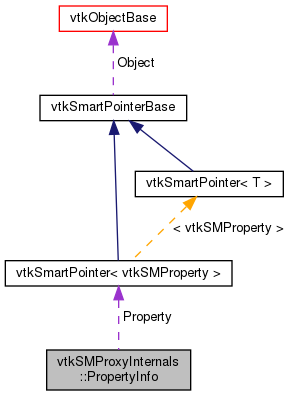 vtkObjectBase
Object
vtkSmartPointerBase
vtkSmartPointer< T >
< vtkSMProperty >
vtkSmartPointer< vtkSMProperty >
Property
vtkSMProxyInternals
::PropertyInfo